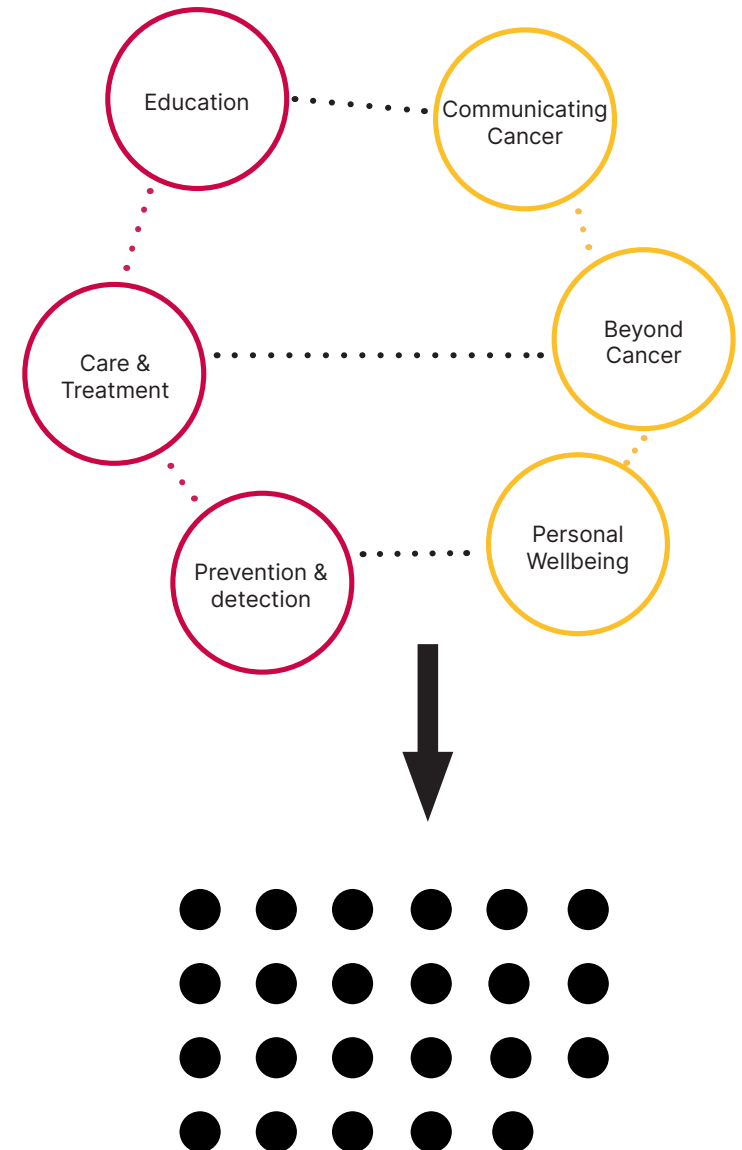 Education
Communicating
Cancer
Beyond
Cancer
Care &
Treatment
Personal
Wellbeing
Prevention &
detection